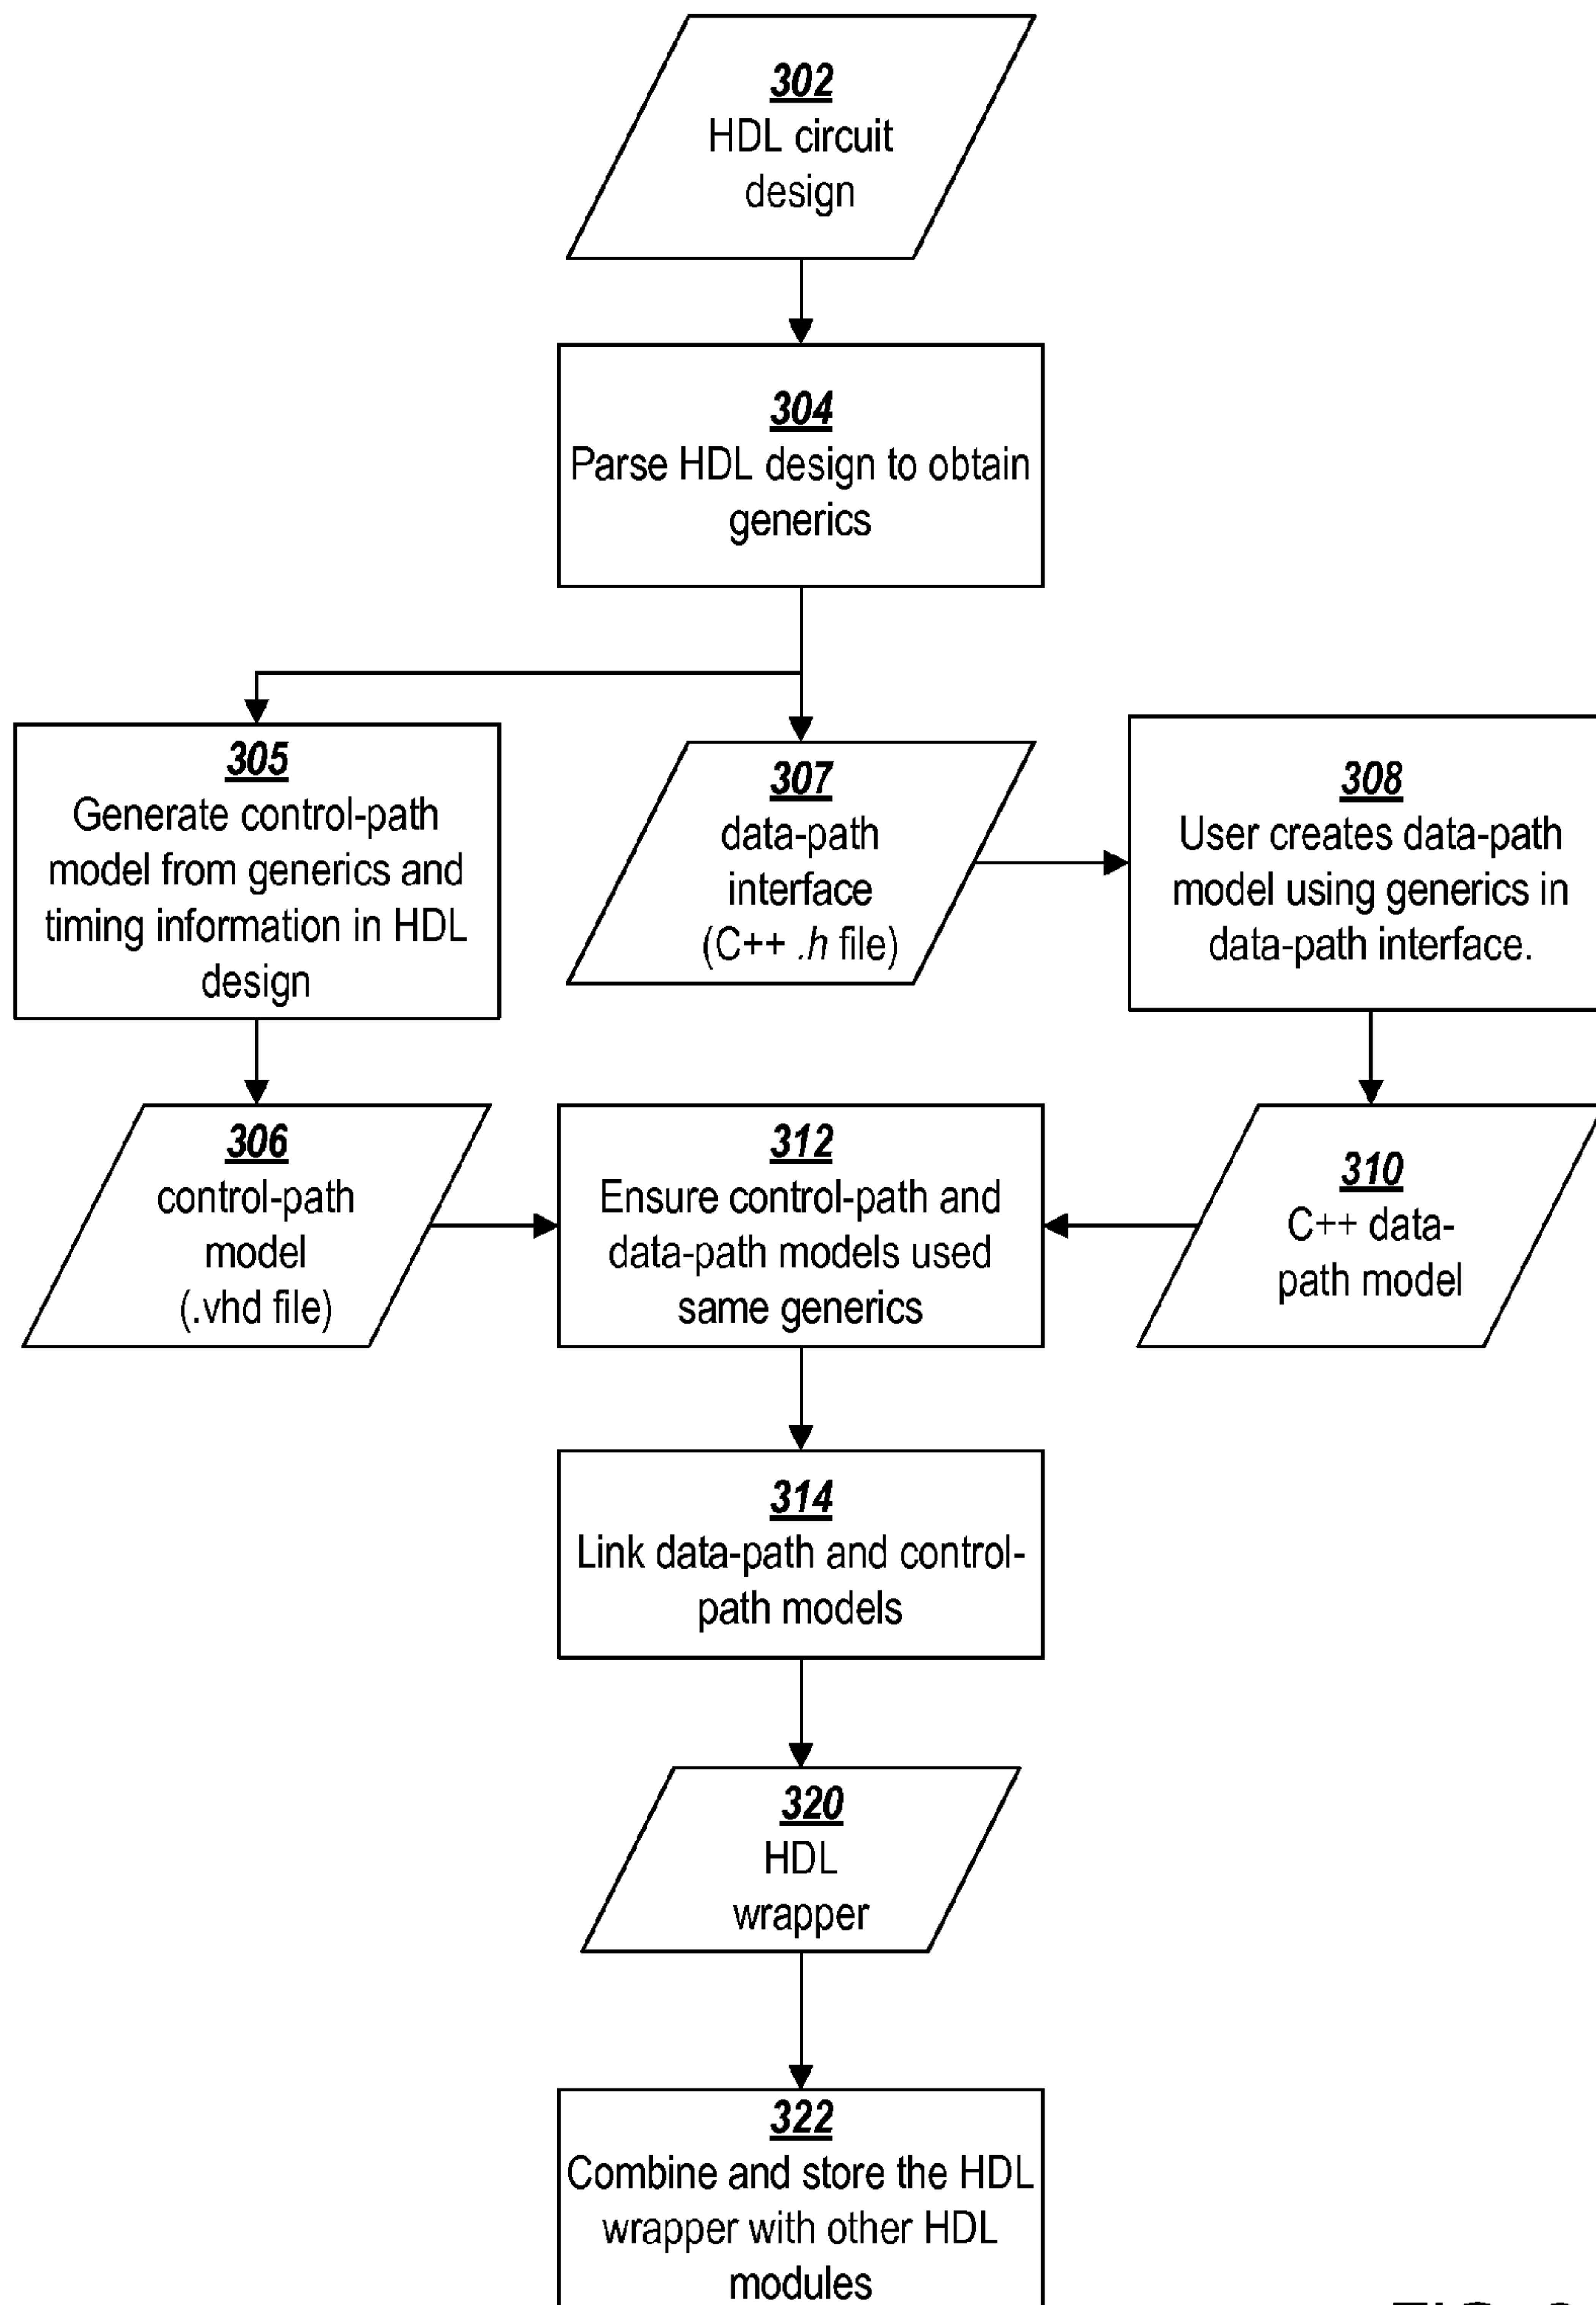 302
HDL circuit
design
304
Parse HDL design to obtain
generics
305
Generate control-path
model from generics and
timing information in HDL
design
307
data-path
interface
(C++ .h file)
308
User creates data-path
model using generics in
data-path interface.
306
control-path
model
(.vhd file)
312
Ensure control-path and
data-path models used
same generics
310
C++ data-
path model
314
Link data-path and control-
path models
320
HDL
wrapper
322
Combine and store the HDL
wrapper with other HDL
modules